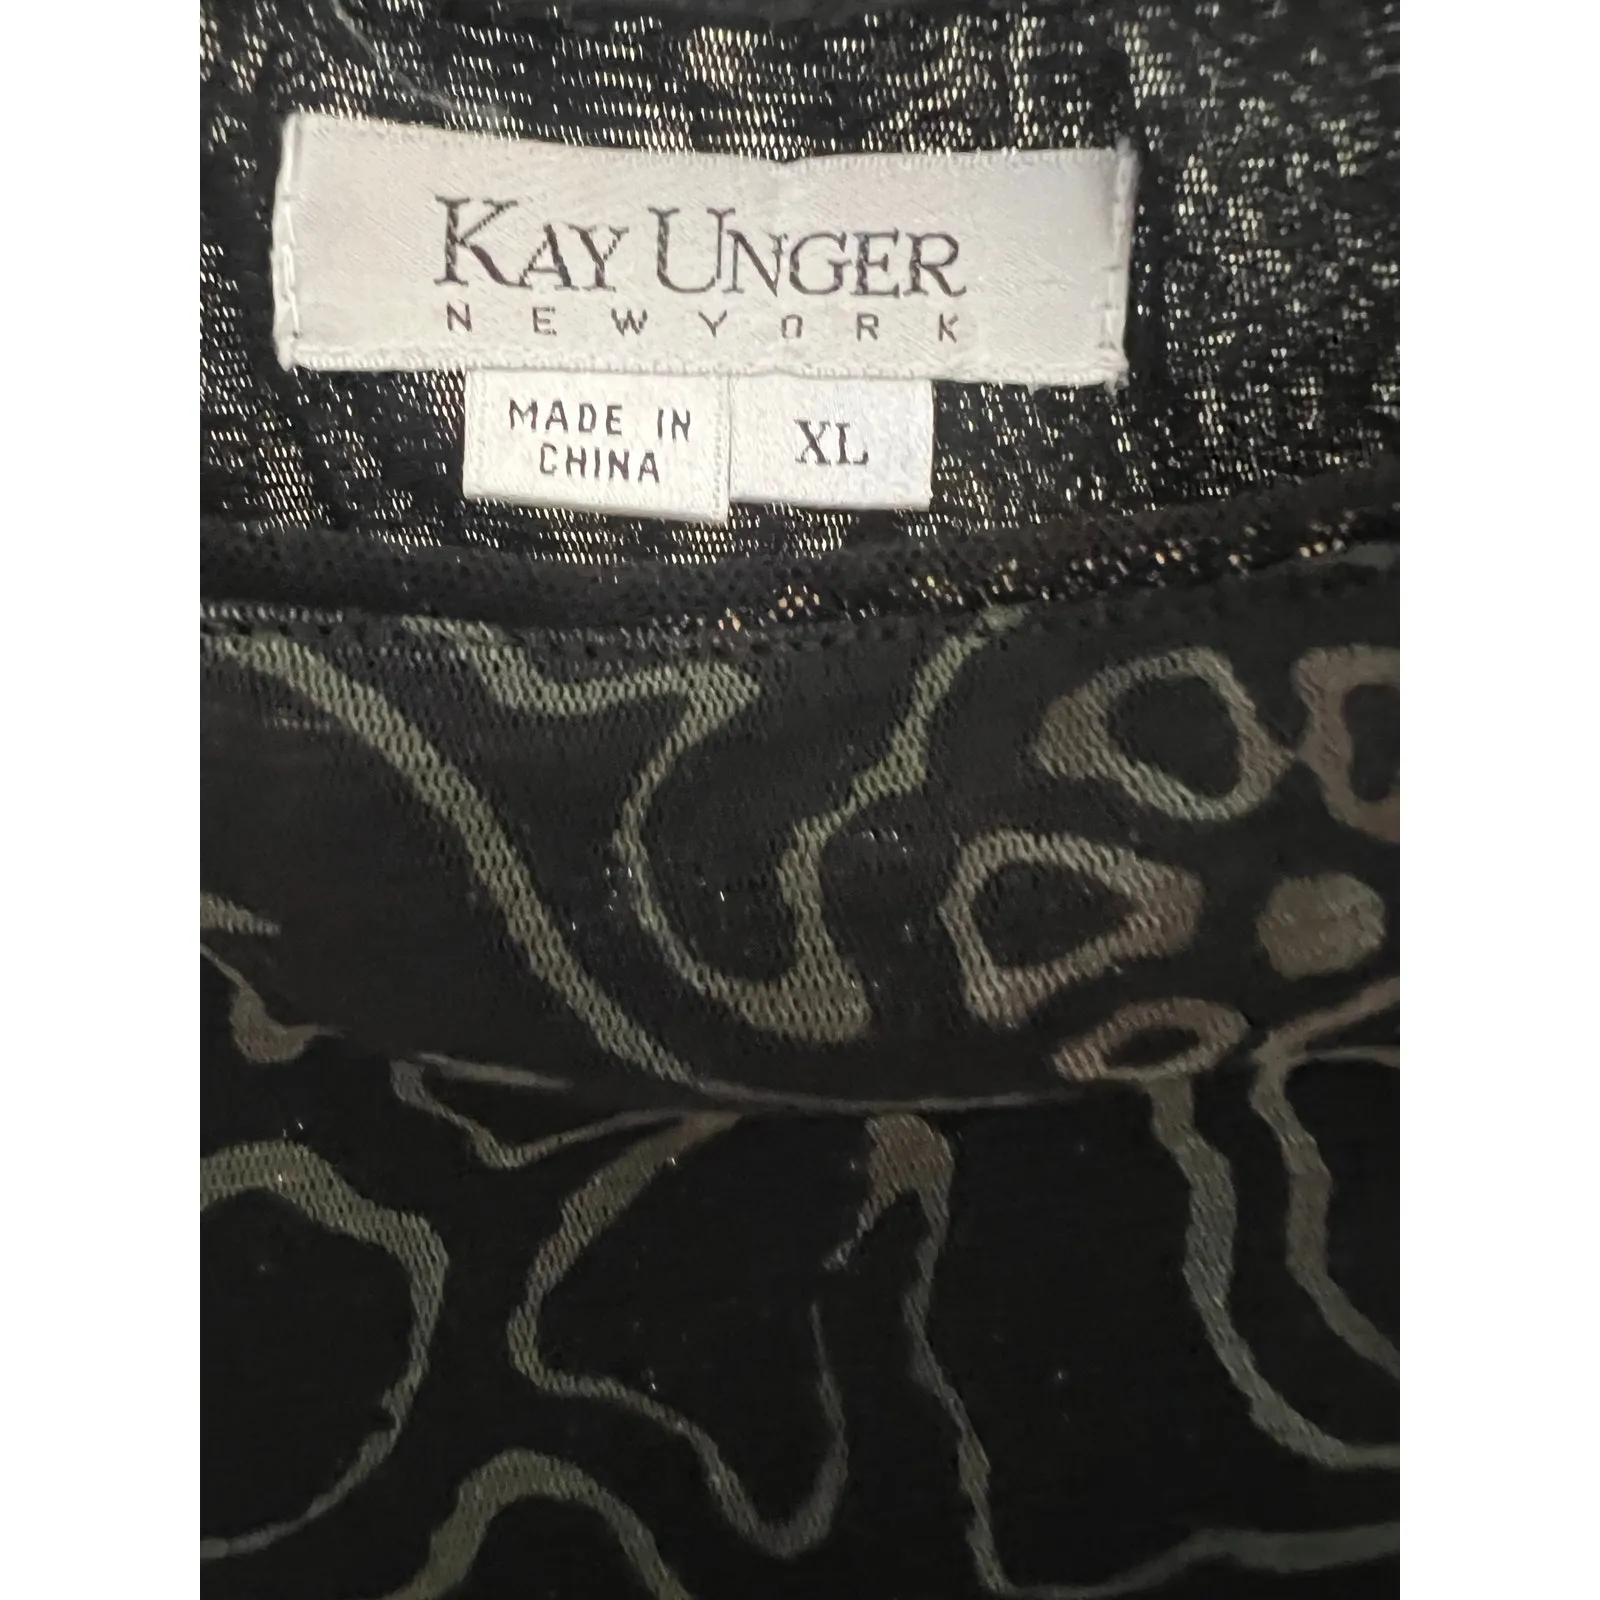 KAY UNGER
NEW YORK
MADE IN
CHINA
XL